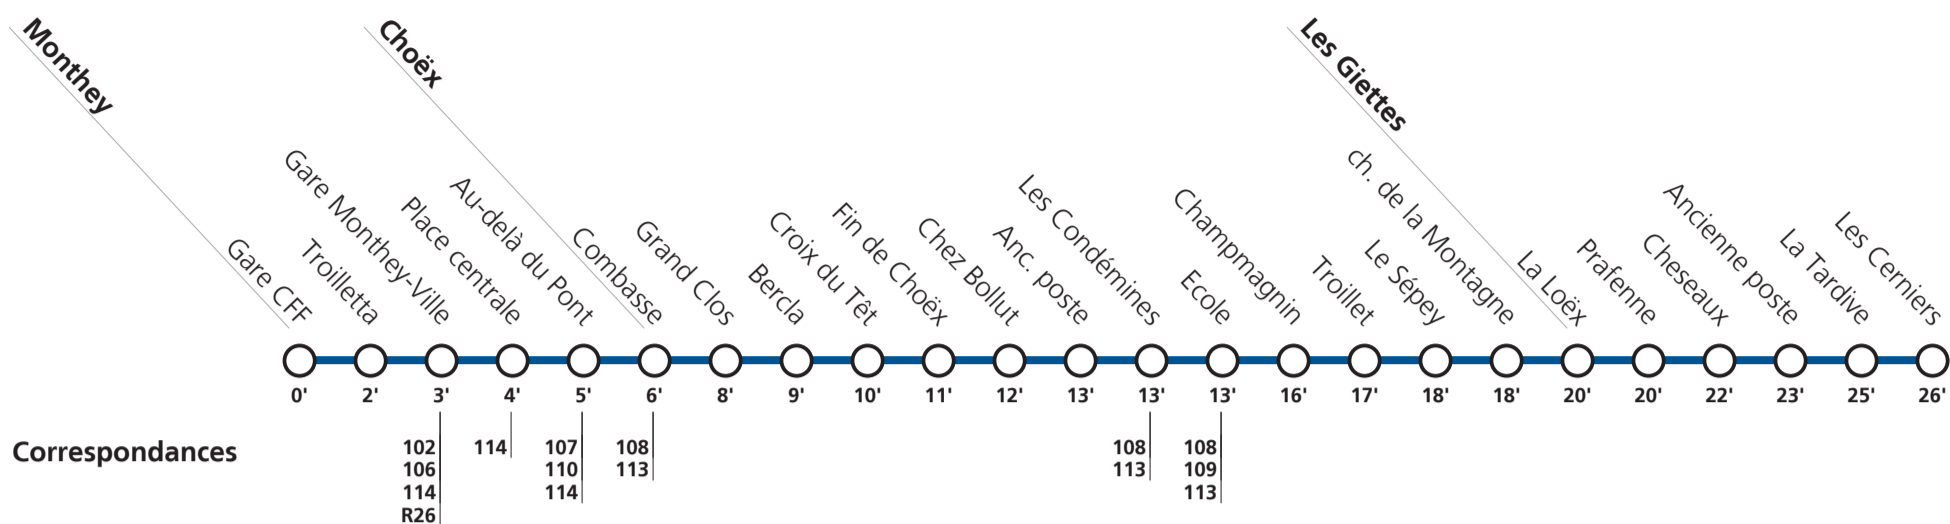 Monthey
Choëx
Les Giettes
Gare CFF
Troilletta
Gare Monthey-Ville
Place centrale
Au-delà du Pont
Combasse
Grand Clos
Bercla
Croix du Têt
Fin de Choëx
Chez Bollut
Anc. poste
Les Condémines
Ecole
Champmagnin
Troillet
Le Sépey
ch. de la Montagne
La Loëx
Prafenne
Cheseaux
Ancienne poste
La Tardive
Les Cerniers
0' 2' 3' 4' 5' 6' 8' 9' 10' 11' 12' 13' 13' 13' 16' 17' 18' 18' 20' 20' 22' 23' 25' 26'
Correspondances
102 114 107 108 108 108
106 110 113 113 109
114 114 113
R26